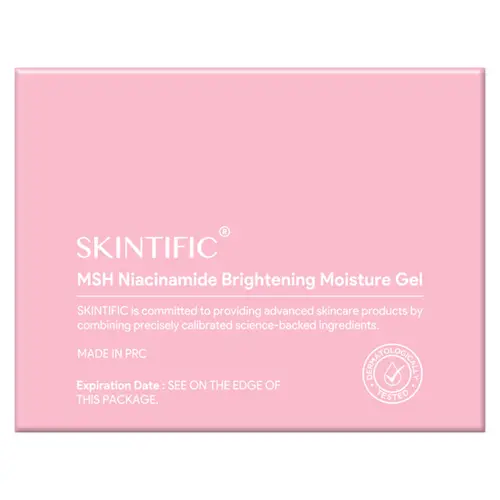 SKINTIFIC®
MSH Niacinamide Brightening Moisture Gel
SKINTIFIC is committed to providing advanced skincare products by
combining precisely calibrated science-backed ingredients.
MADE IN PRC
Expiration Date : SEE ON THE EDGE OF
THIS PACKAGE.
DERMATOLOGICALLY
TESTED